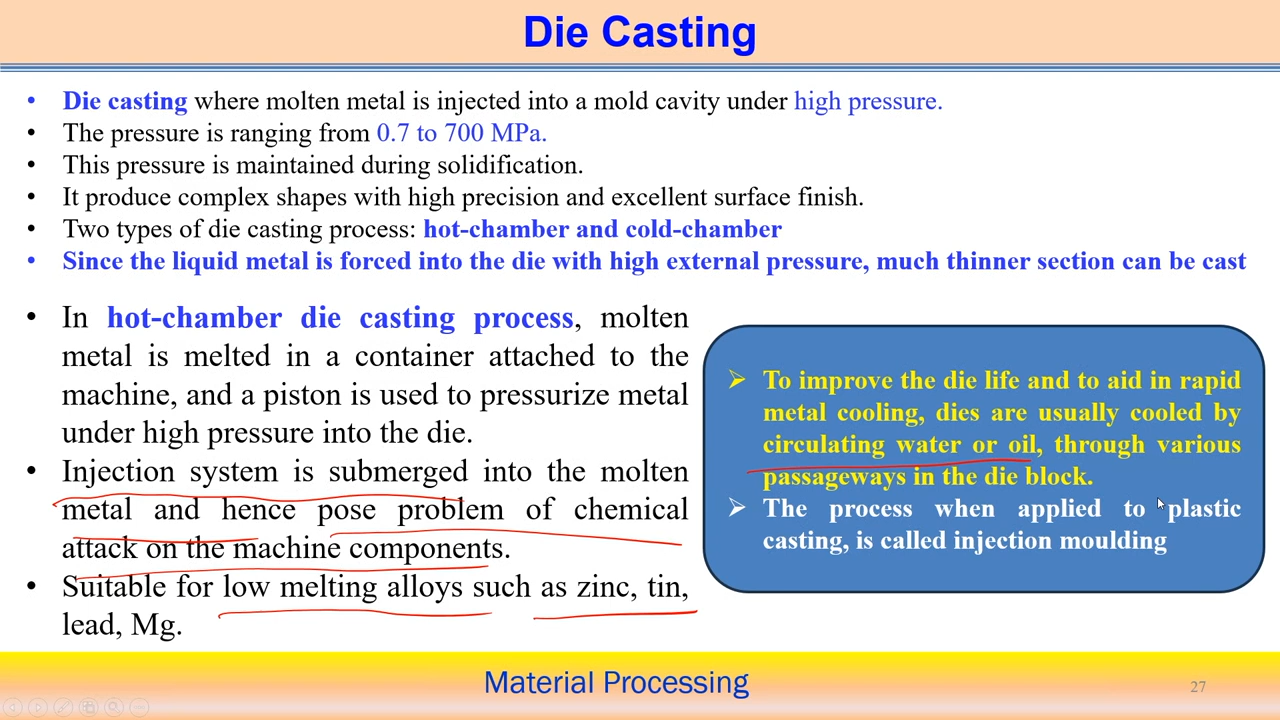 Die Casting
• Die casting where molten metal is injected into a mold cavity under high pressure.
• The pressure is ranging from 0.7 to 700 MPa.
• This pressure is maintained during solidification.
• It produce complex shapes with high precision and excellent surface finish.
• Two types of die casting process: hot-chamber and cold-chamber
• Since the liquid metal is forced into the die with high external pressure, much thinner section can be cast
• In hot-chamber die casting process, molten
metal is melted in a container attached to the
machine, and a piston is used to pressurize metal
under high pressure into the die.
• Injection system is submerged into the molten
metal and hence pose problem of chemical
attack on the machine components.
• Suitable for low melting alloys such as zinc, tin,
lead, Mg.
➢ To improve the die life and to aid in rapid
metal cooling, dies are usually cooled by
circulating water or oil, through various
passageways in the die block.
➢ The process when applied to plastic
casting, is called injection moulding
Material Processing
27